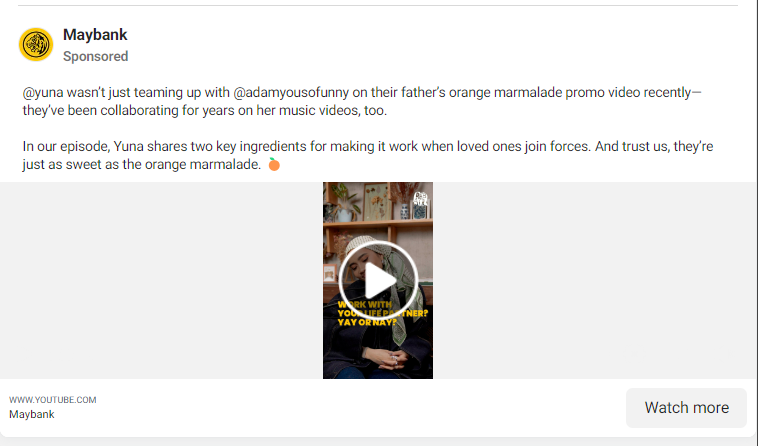 Maybank
Sponsored
@yuna wasn't just teaming up with @adamyousofunny on their father's orange marmalade promo video recently—
they've been collaborating for years on her music videos, too.
In our episode, Yuna shares two key ingredients for making it work when loved ones join forces. And trust us, they're
just as sweet as the orange marmalade. 🍊
WORK WITH
YOUR LIFE PARTNER?
YAY OR NAY?
WWW.YOUTUBE.COM
Maybank
Watch more